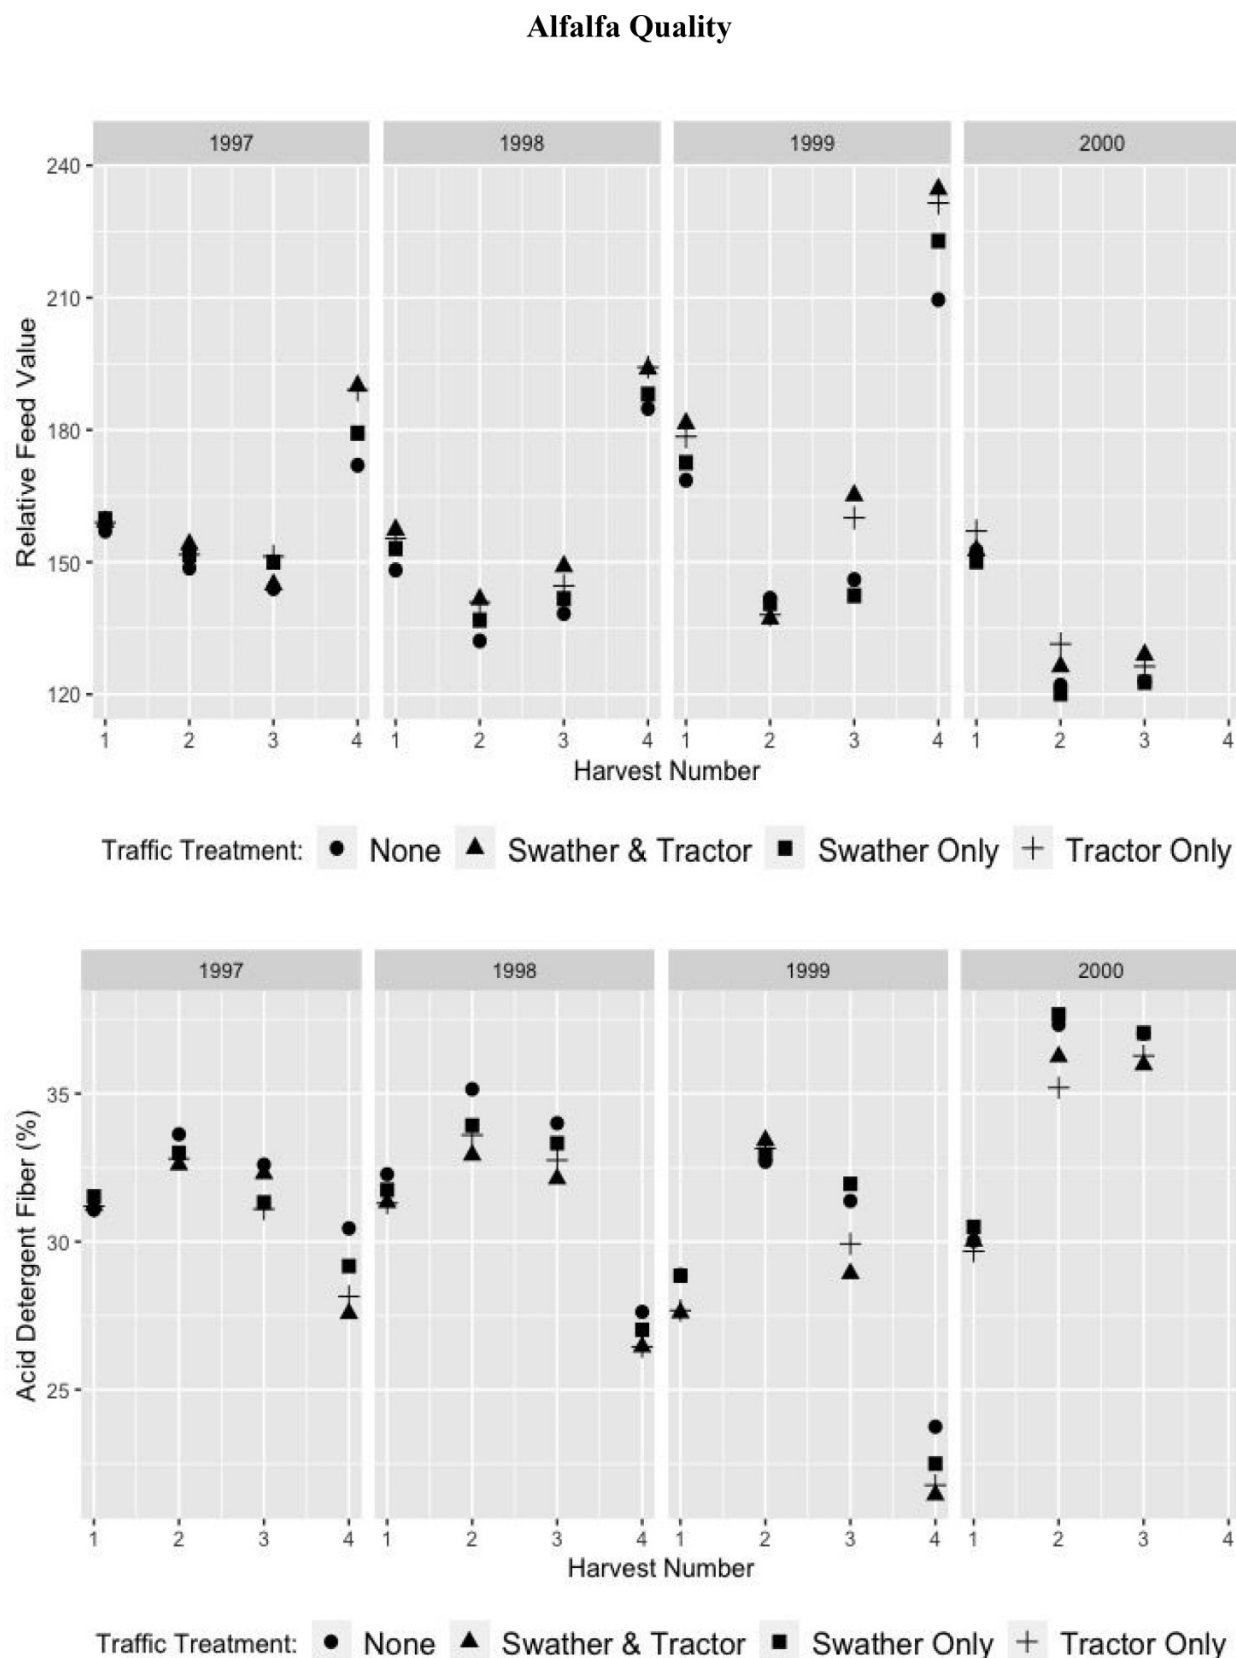 Alfalfa Quality
1997 1998 1999 2000
240
210
180
150
120
Relative Feed Value
1 2 3 4 1 2 3 4 1 2 3 4 1 2 3 4
Harvest Number
Traffic Treatment: None Swather & Tractor Swather Only Tractor Only
1997 1998 1999 2000
35
30
25
Acid Detergent Fiber (%)
1 2 3 4 1 2 3 4 1 2 3 4 1 2 3 4
Harvest Number
Traffic Treatment: None Swather & Tractor Swather Only Tractor Only